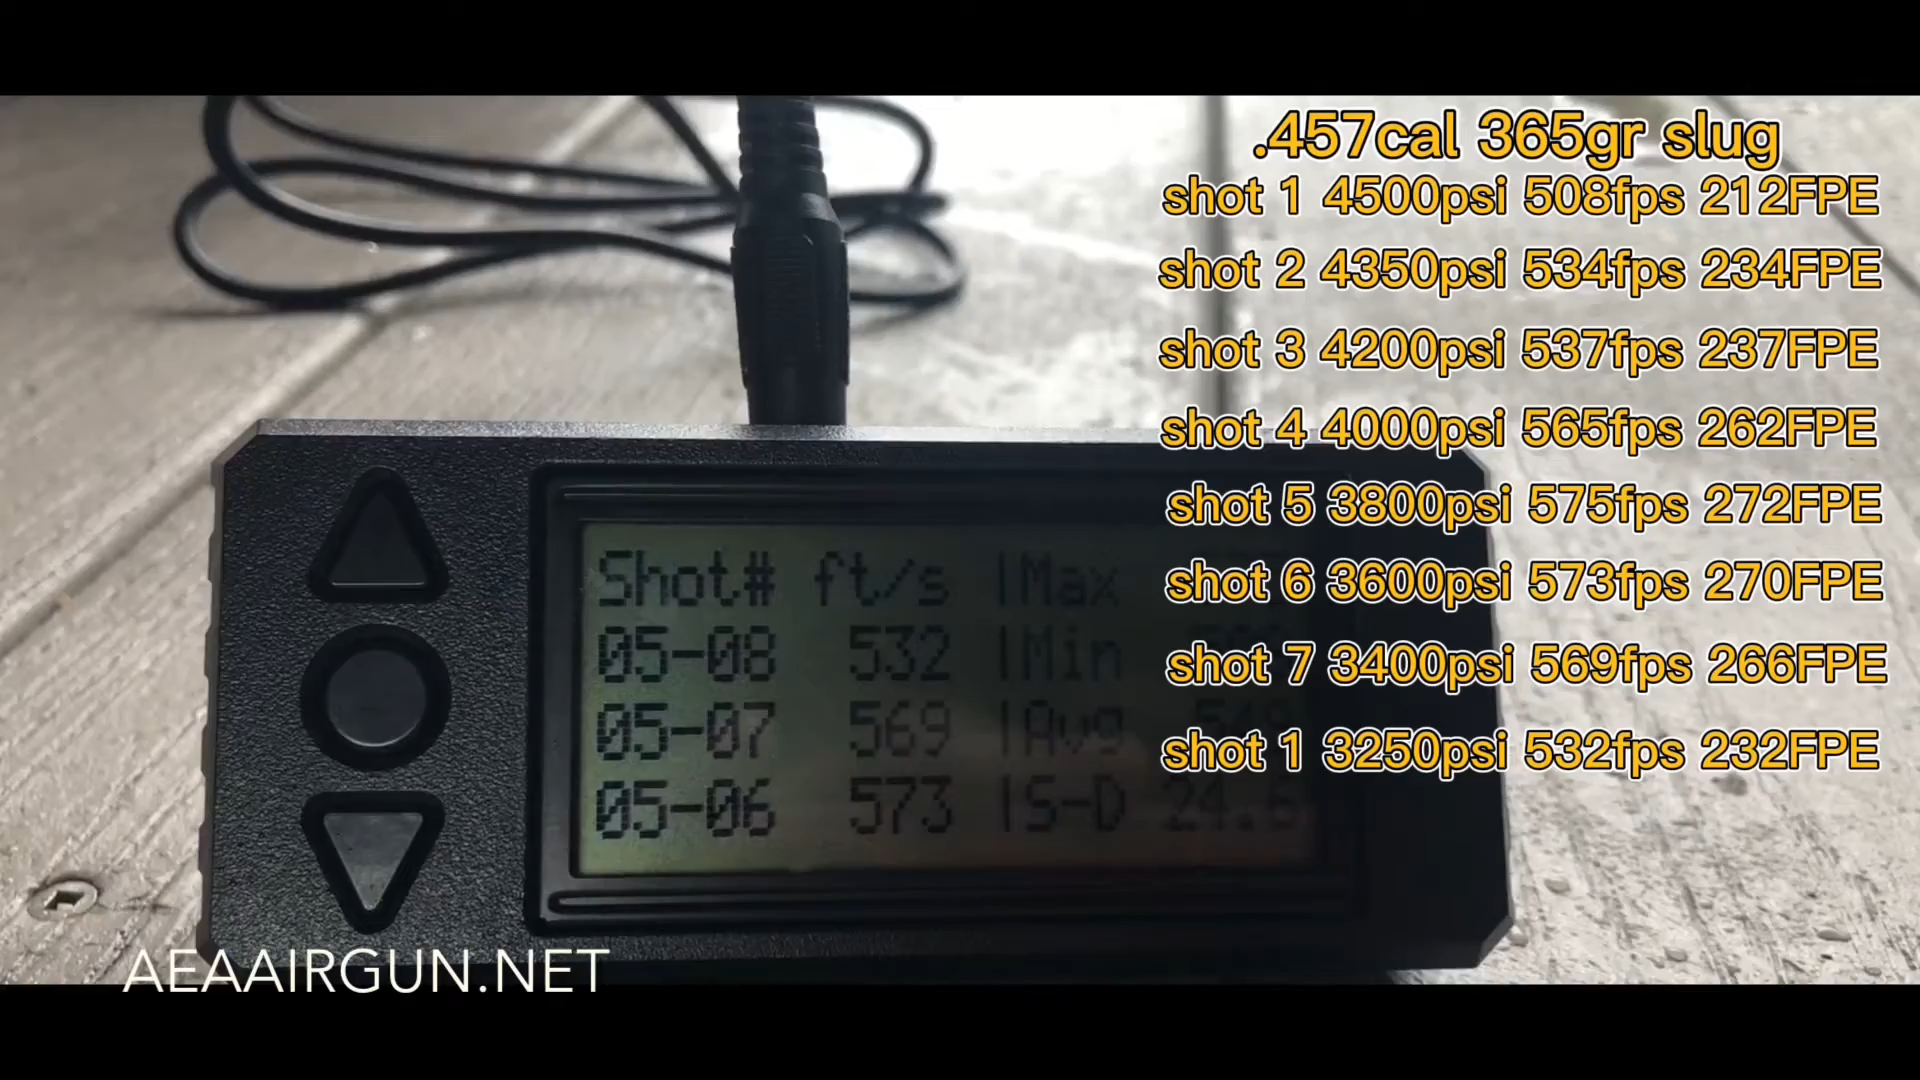 .457cal 365gr slug
shot 1 4500psi 508fps 212FPE
shot 2 4350psi 534fps 234FPE
shot 3 4200psi 537fps 237FPE
shot 4 4000psi 565fps 262FPE
shot 5 3800psi 575fps 272FPE
shot 6 3600psi 573fps 270FPE
shot 7 3400psi 569fps 266FPE
shot 1 3250psi 532fps 232FPE
Shot# ft/s |Max
05-08 532 |Min
05-07 569 |Avg 549
05-06 573 |S-D 24.6
AEAAIRGUN.NET